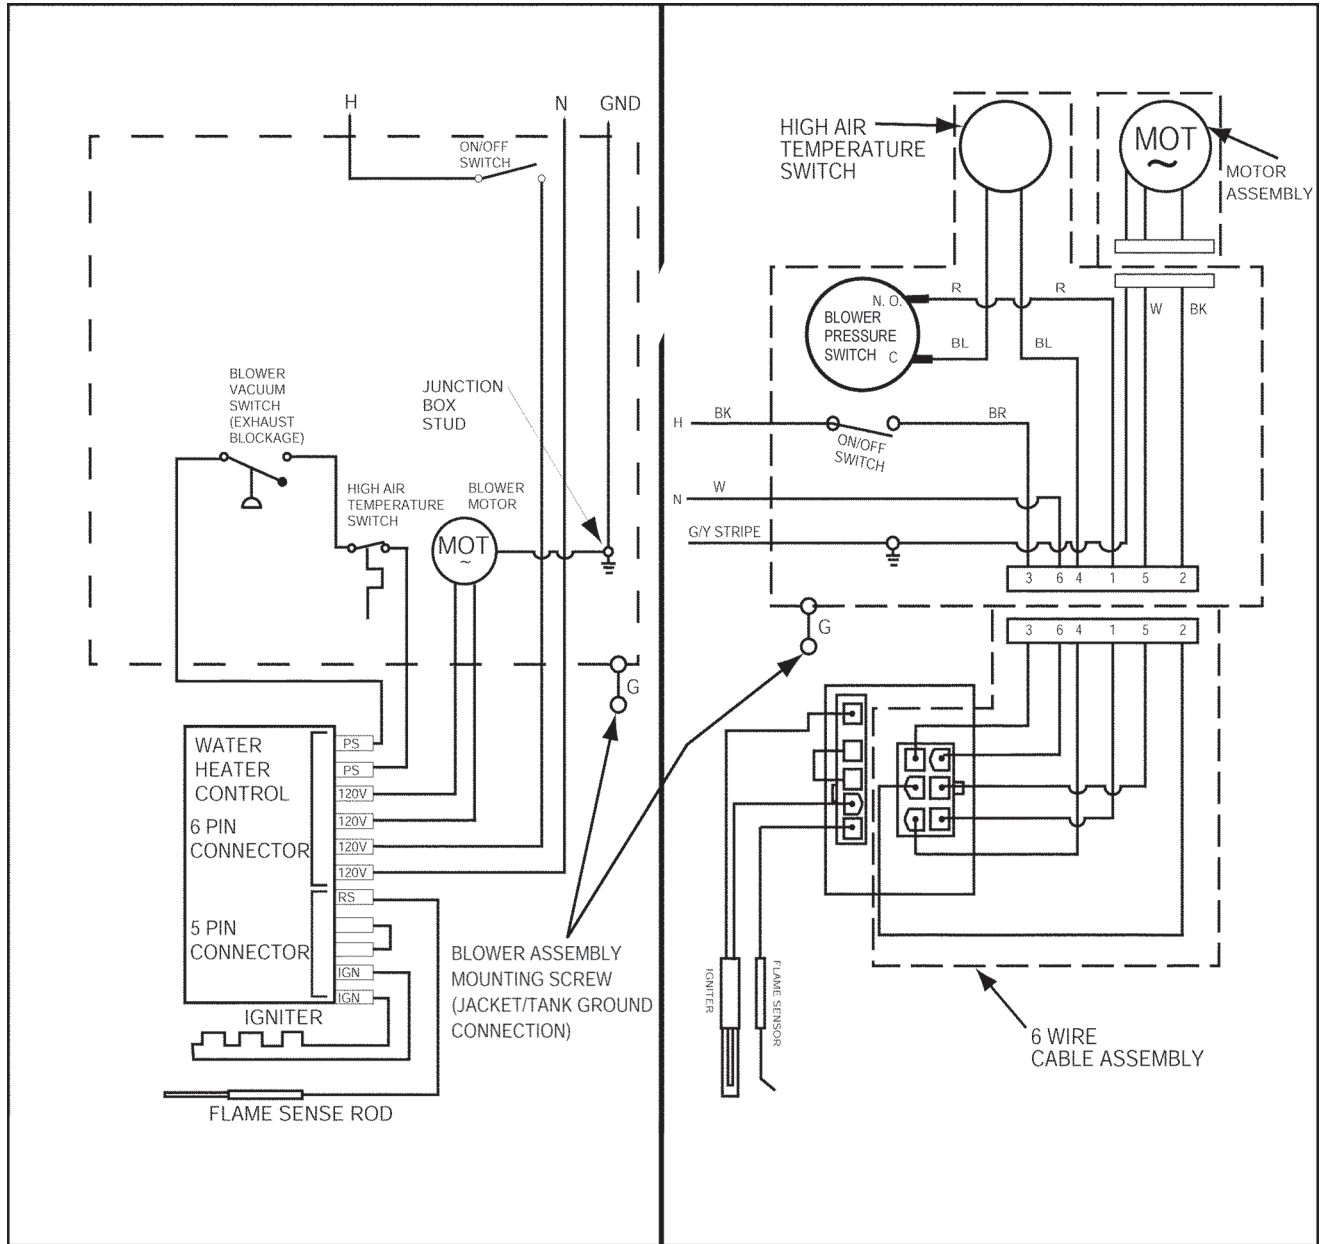 H
N
GND
ON/OFF
SWITCH
BLOWER
VACUUM
SWITCH
(EXHAUST
BLOCKAGE)
JUNCTION
BOX
STUD
HIGH AIR
TEMPERATURE
SWITCH
BLOWER
MOTOR
MOT
~
G
WATER
HEATER
CONTROL
6 PIN
CONNECTOR
5 PIN
CONNECTOR
PS
PS
120V
120V
120V
120V
RS
IGN
IGN
IGNITER
FLAME SENSE ROD
BLOWER ASSEMBLY
MOUNTING SCREW
(JACKET/TANK GROUND
CONNECTION)
HIGH AIR
TEMPERATURE
SWITCH
MOT
~
MOTOR
ASSEMBLY
N. O.
BLOWER
PRESSURE
SWITCH C
R
R
BL
BL
W
BK
H
BK
BR
ON/OFF
SWITCH
N
W
G/Y STRIPE
3 6 4 1 5 2
G
3 6 4 1 5 2
IGNITER
FLAME SENSOR
6 WIRE
CABLE ASSEMBLY